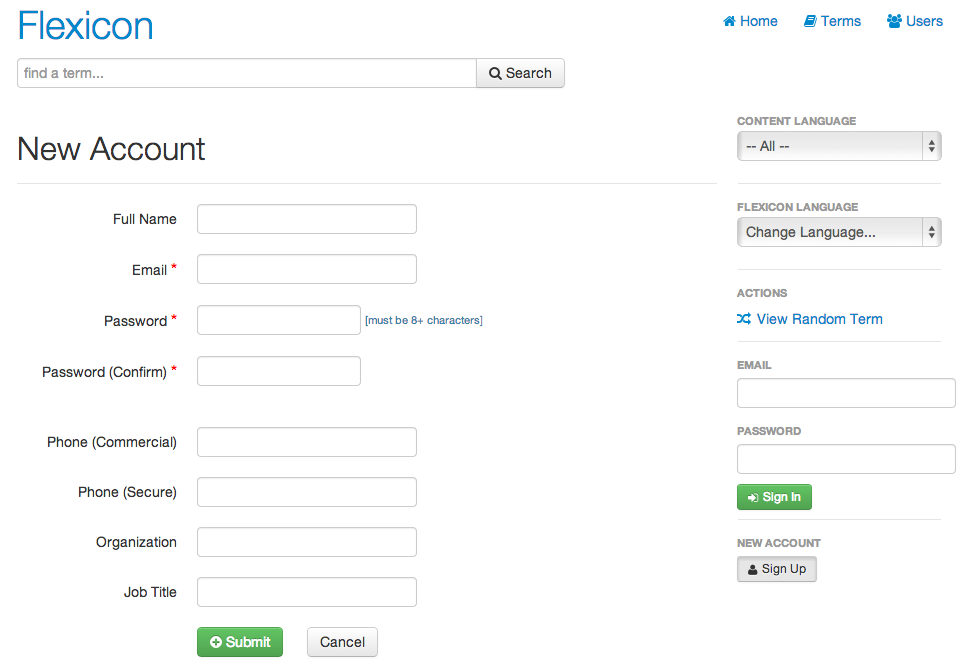 Flexicon
Home Terms Users
find a term... Search
New Account
Full Name
Email *
Password * [must be 8+ characters]
Password (Confirm) *
Phone (Commercial)
Phone (Secure)
Organization
Job Title
Submit Cancel
CONTENT LANGUAGE
-- All --
FLEXICON LANGUAGE
Change Language...
ACTIONS
View Random Term
EMAIL
PASSWORD
Sign In
NEW ACCOUNT
Sign Up